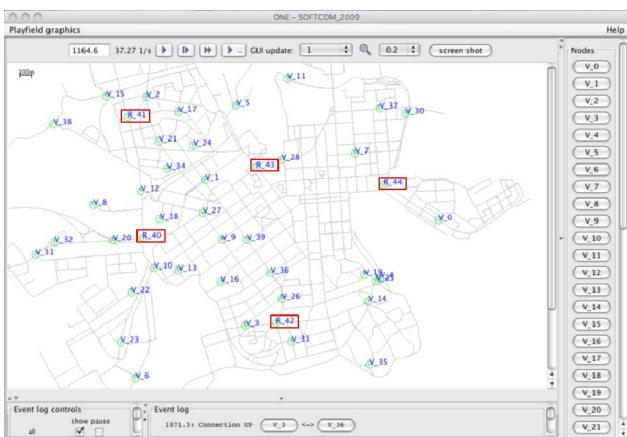 ONE - SOFTCOM_2009
Playfield graphics Help
1164.6 37.27 1/s ... GUI update: 1 0.2 screen shot
Nodes
100m
V_11
V_15 V_2 V_5
R_41 V_17 V_37 V_30
V_38
V_21 V_24
V_34 R_43 V_28 V_7
V_12 V_1 R_44
V_8 V_18 V_27 V_0
V_32 V_20 R_40 V_9 V_39
V_31
V_10 V_13 V_36 V_19 V_4
V_16 V_25
V_22 V_26 V_14
V_3 R_42
V_23 V_33
V_35
V_6
V_0
V_1
V_2
V_3
V_4
V_5
V_6
V_7
V_8
V_9
V_10
V_11
V_12
V_13
V_14
V_15
V_16
V_17
V_18
V_19
V_20
V_21
Event log controls
show pause
all
Event log
1071.3: Connection UP V_3 <-> V_36